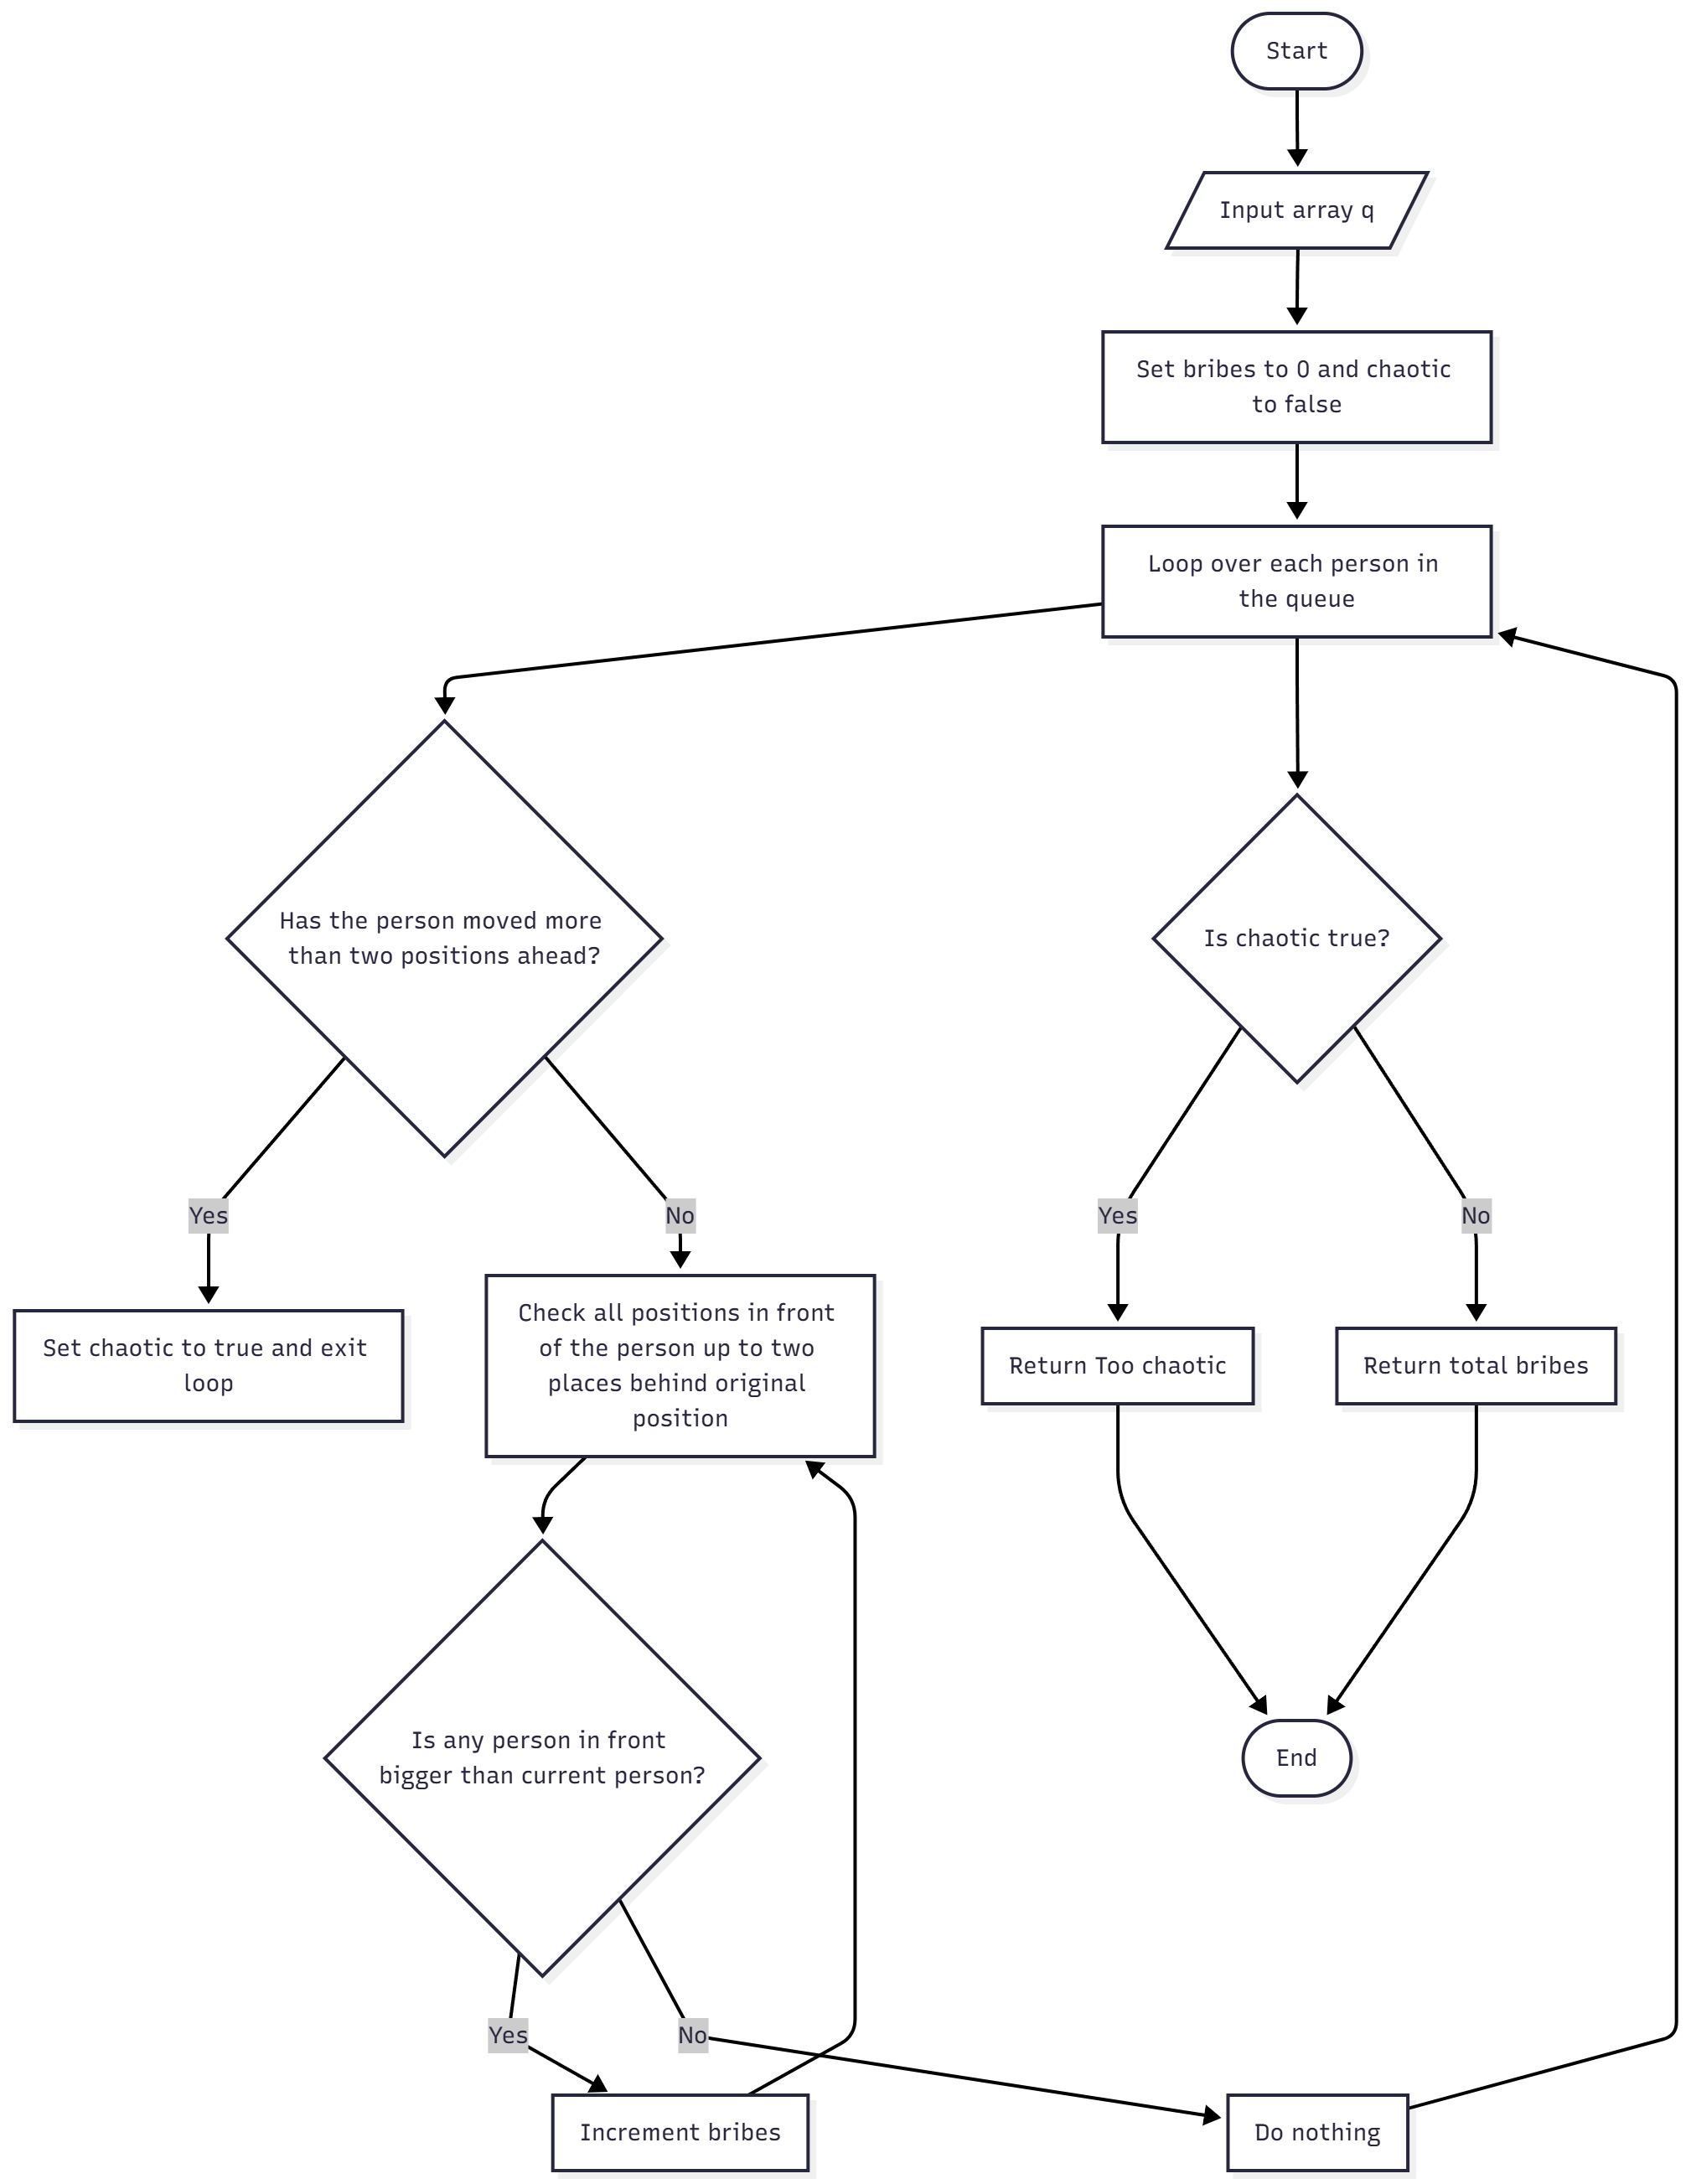 Start
Input array q
Set bribes to 0 and chaotic
to false
Loop over each person in
the queue
Has the person moved more
than two positions ahead?
Is chaotic true?
Yes
No
Yes
No
Set chaotic to true and exit
loop
Check all positions in front
of the person up to two
places behind original
position
Return Too chaotic
Return total bribes
Is any person in front
bigger than current person?
End
Yes
No
Increment bribes
Do nothing